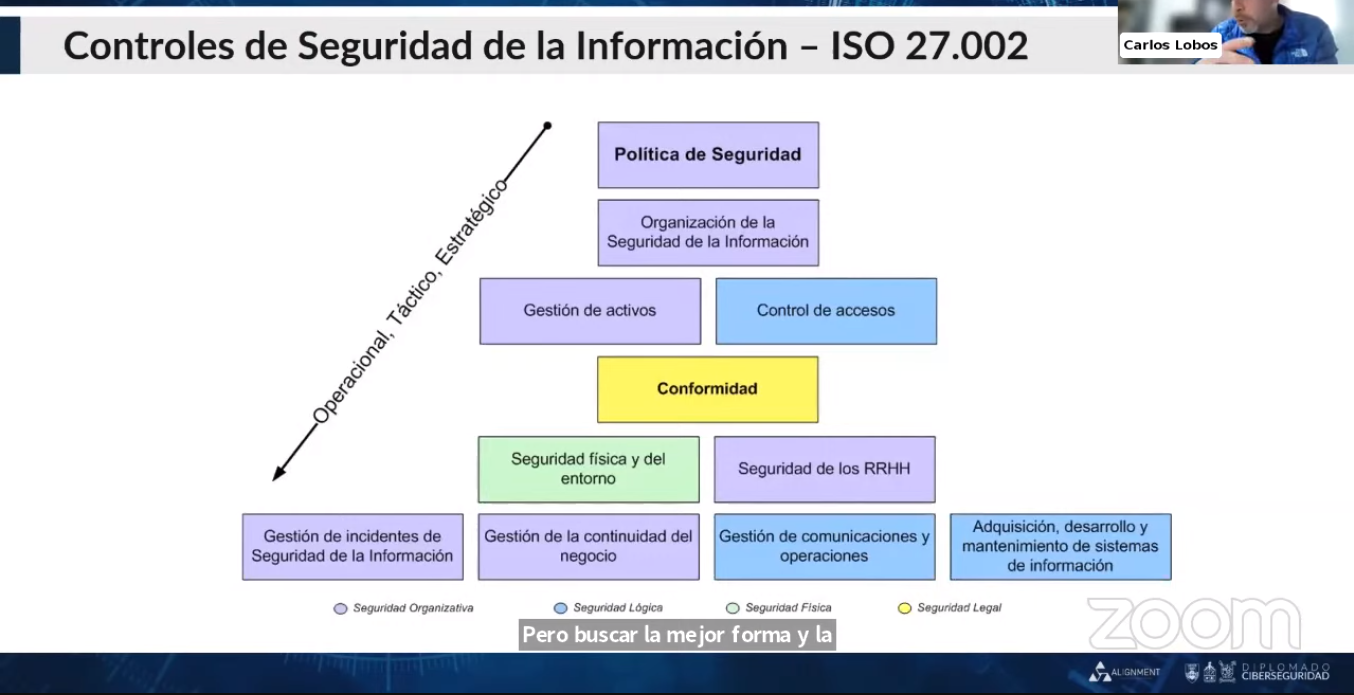 Controles de Seguridad de la Información – ISO 27.002
Carlos Lobos
Operacional, Táctico, Estratégico
Política de Seguridad
Organización de la
Seguridad de la Información
Gestión de activos
Control de accesos
Conformidad
Seguridad física y del
entorno
Seguridad de los RRHH
Gestión de incidentes de
Seguridad de la Información
Gestión de la continuidad del
negocio
Gestión de comunicaciones y
operaciones
Adquisición, desarrollo y
mantenimiento de sistemas
de información
Seguridad Organizativa
Seguridad Lógica
Seguridad Física
Seguridad Legal
Pero buscar la mejor forma y la
zoom
ALIGNMENT
DIPLOMADO
CIBERSEGURIDAD